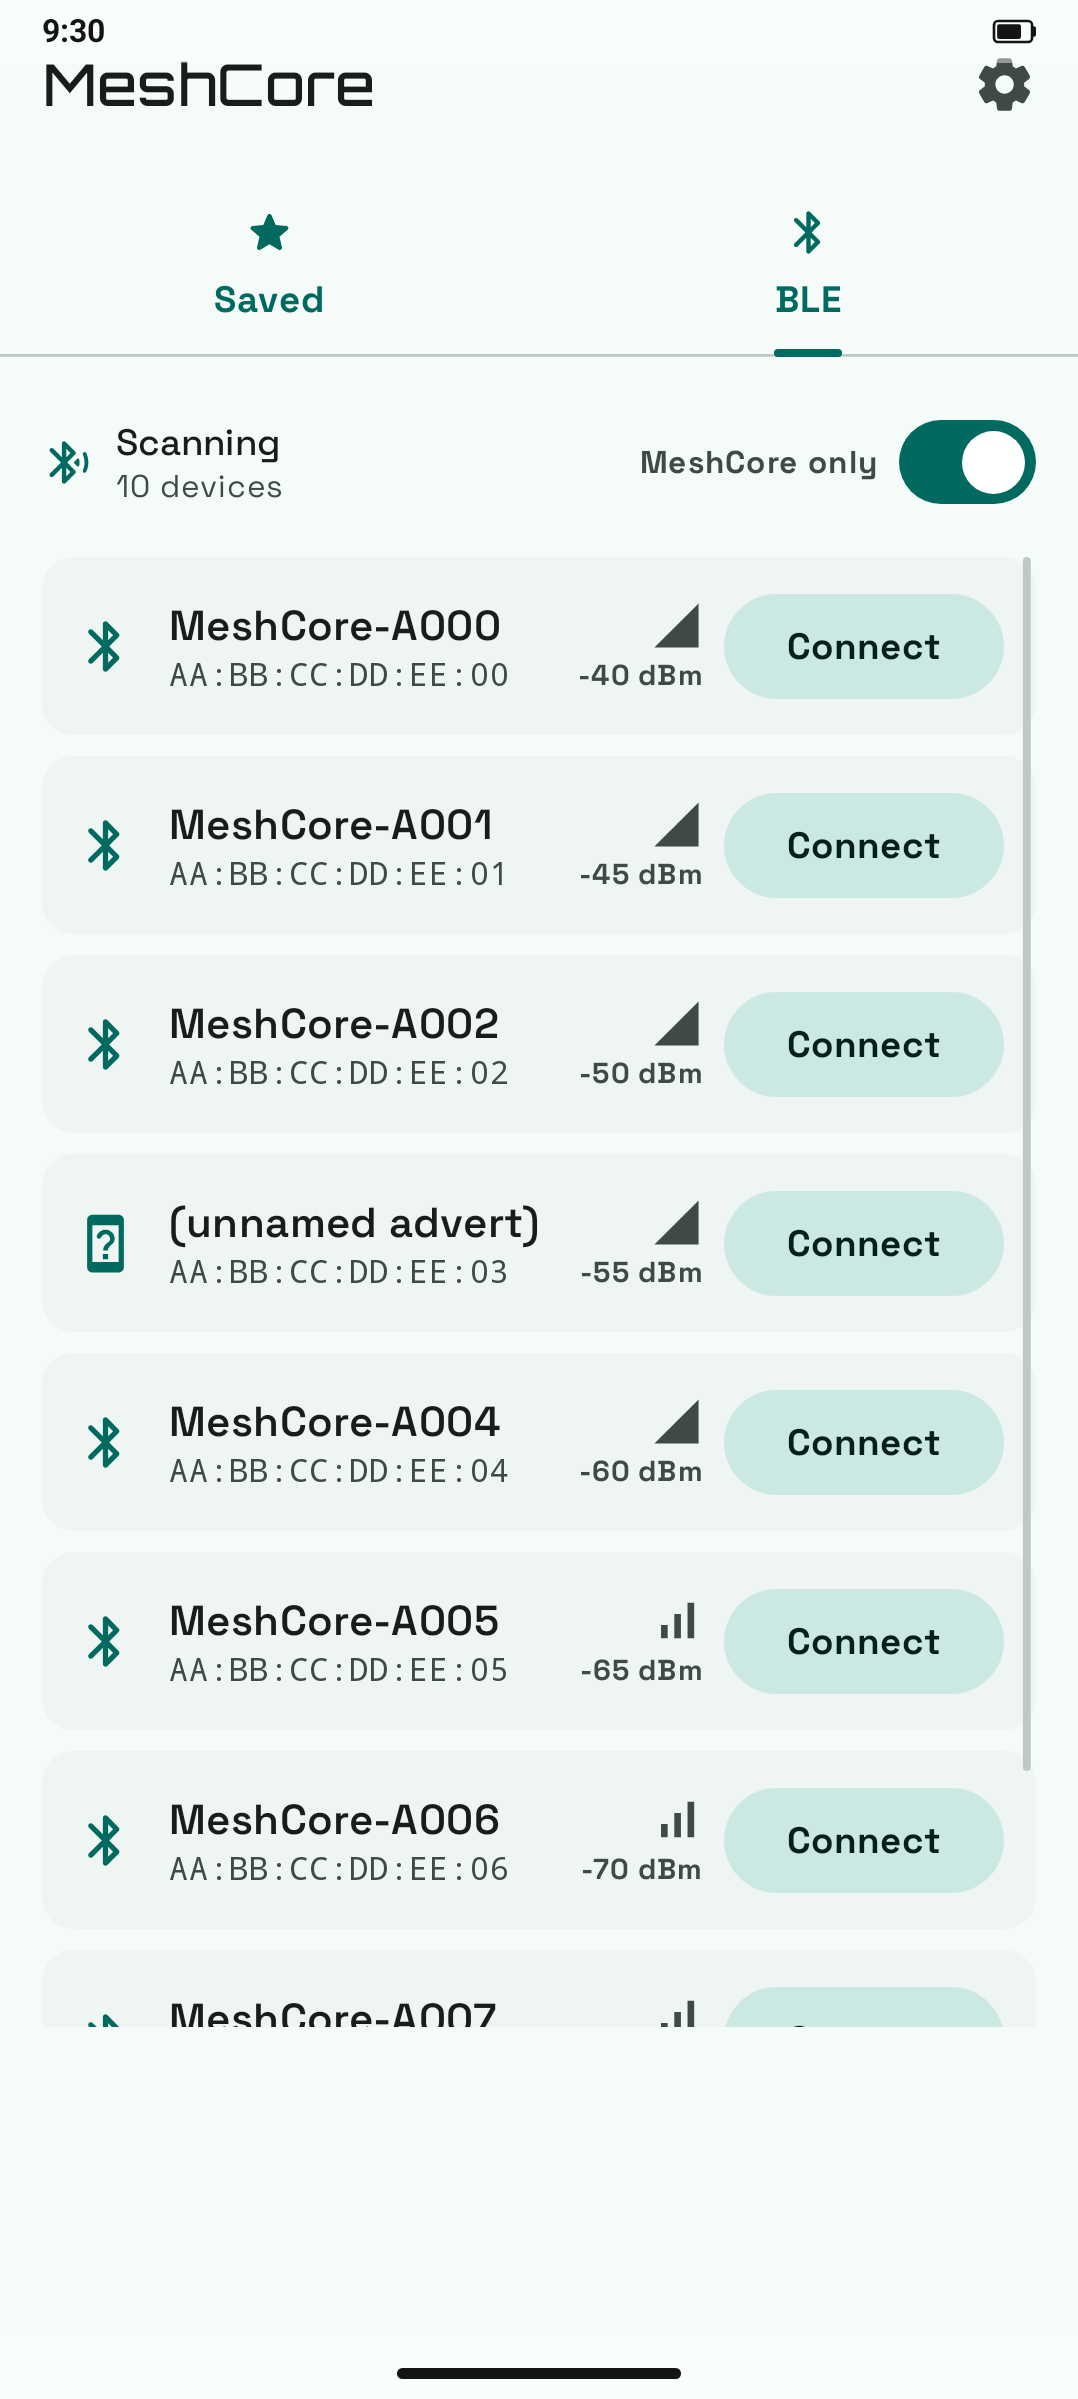 9:30
MeshCore
Saved
BLE
Scanning
10 devices
MeshCore only
MeshCore-A000
AA:BB:CC:DD:EE:00
-40 dBm
Connect
MeshCore-A001
AA:BB:CC:DD:EE:01
-45 dBm
Connect
MeshCore-A002
AA:BB:CC:DD:EE:02
-50 dBm
Connect
(unnamed advert)
AA:BB:CC:DD:EE:03
-55 dBm
Connect
MeshCore-A004
AA:BB:CC:DD:EE:04
-60 dBm
Connect
MeshCore-A005
AA:BB:CC:DD:EE:05
-65 dBm
Connect
MeshCore-A006
AA:BB:CC:DD:EE:06
-70 dBm
Connect
MeshCore-A007